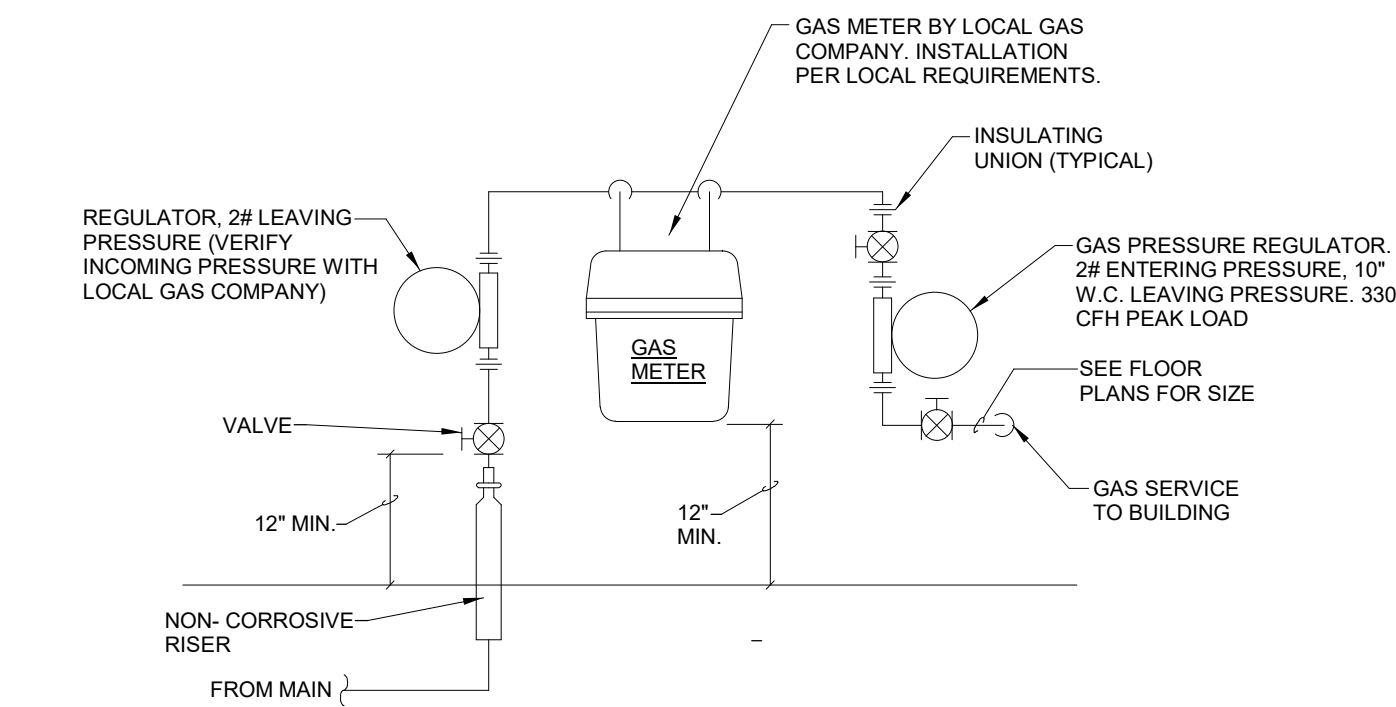 GAS METER BY LOCAL GAS
COMPANY. INSTALLATION
PER LOCAL REQUIREMENTS.
INSULATING
UNION (TYPICAL)
REGULATOR, 2# LEAVING
PRESSURE (VERIFY
INCOMING PRESSURE WITH
LOCAL GAS COMPANY)
GAS PRESSURE REGULATOR.
2# ENTERING PRESSURE, 10"
W.C. LEAVING PRESSURE. 330
CFH PEAK LOAD
GAS
METER
SEE FLOOR
PLANS FOR SIZE
VALVE
GAS SERVICE
TO BUILDING
12" MIN.
12"
MIN.
NON- CORROSIVE
RISER
FROM MAIN